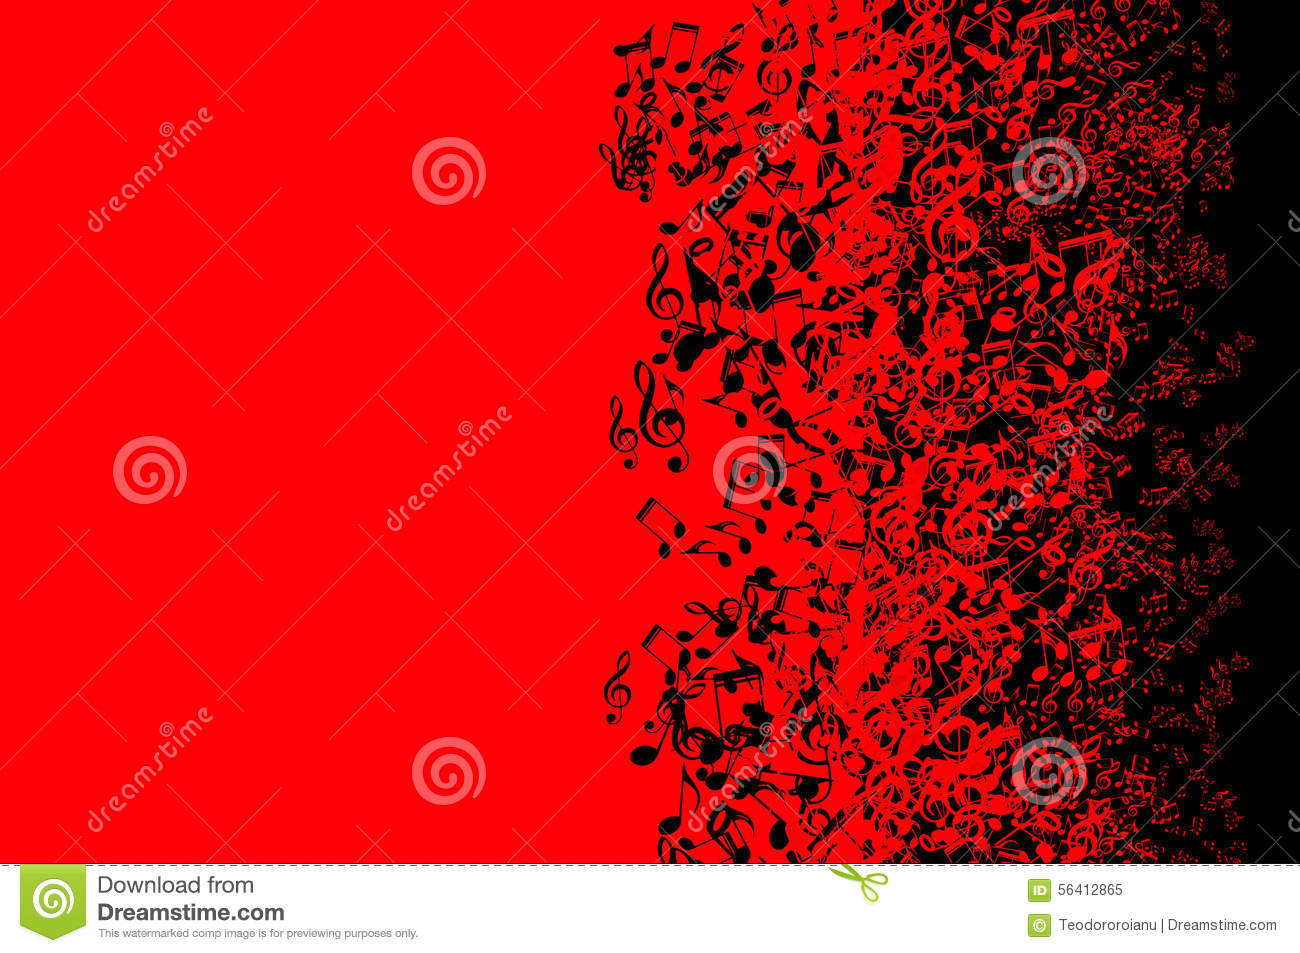 dreamstime
dreamstime
dreamstime
dreamstime
dreamstime
dreamstime
Download from
Dreamstime.com
This watermarked comp image is for previewing purposes only.
ID 56412865
© Teodororoianu | Dreamstime.com